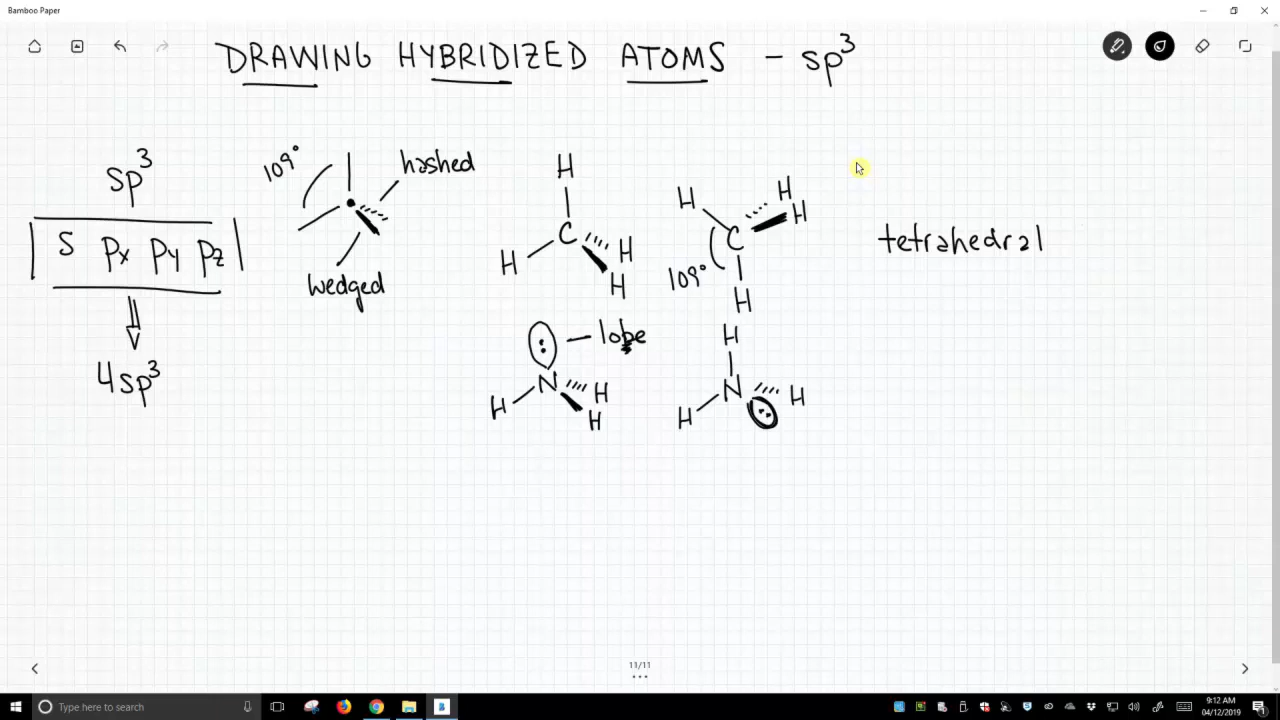 Bamboo Paper
DRAWING HYBRIDIZED ATOMS - sp³
sp³
S Px Py Pz
4sp³
109°
hashed
wedged
H
C
H
H
H
H
H
H
C
109°
H
tetrahedral
lobe
N
H
H
H
H
N
H
H
11/11
Type here to search
9:12 AM
04/12/2019
1